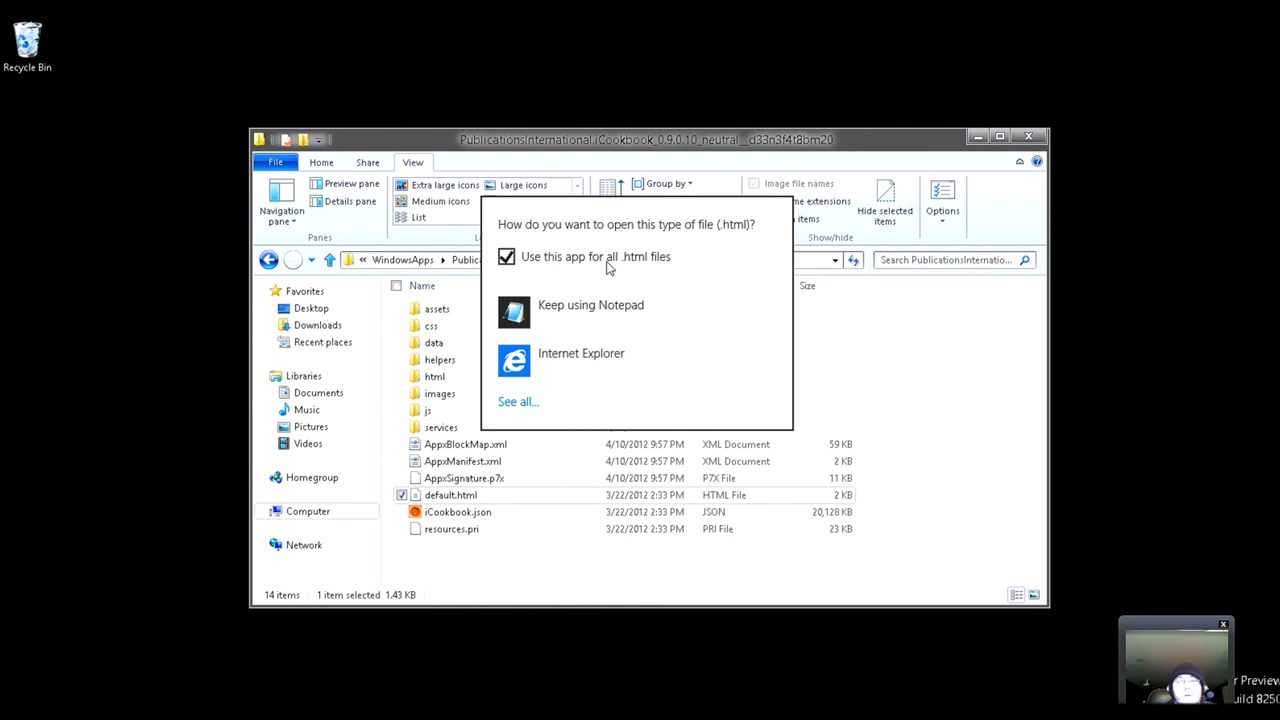 Recycle Bin
PublicationsInternational.iCookbook_0.9.0.10_neutral__d33n3f4t8bm20
File Home Share View
Preview pane
Details pane
Navigation pane
Panes
Extra large icons Large icons
Medium icons
List
Group by
Image file names
me extensions
items
Hide selected items
Options
Show/hide
« WindowsApps ▸ Public
Search PublicationsInternatio...
Favorites
Desktop
Downloads
Recent places
Libraries
Documents
Music
Pictures
Videos
Homegroup
Computer
Network
Name Size
assets
css
data
helpers
html
images
js
services
AppxBlockMap.xml 4/10/2012 9:57 PM XML Document 59 KB
AppxManifest.xml 4/10/2012 9:57 PM XML Document 2 KB
AppxSignature.p7x 4/10/2012 9:57 PM P7X File 11 KB
default.html 3/22/2012 2:33 PM HTML File 2 KB
iCookbook.json 3/22/2012 2:33 PM JSON 20,128 KB
resources.pri 3/22/2012 2:33 PM PRI File 23 KB
How do you want to open this type of file (.html)?
Use this app for all .html files
Keep using Notepad
Internet Explorer
See all...
14 items 1 item selected 1.43 KB
r Preview
uild 8250